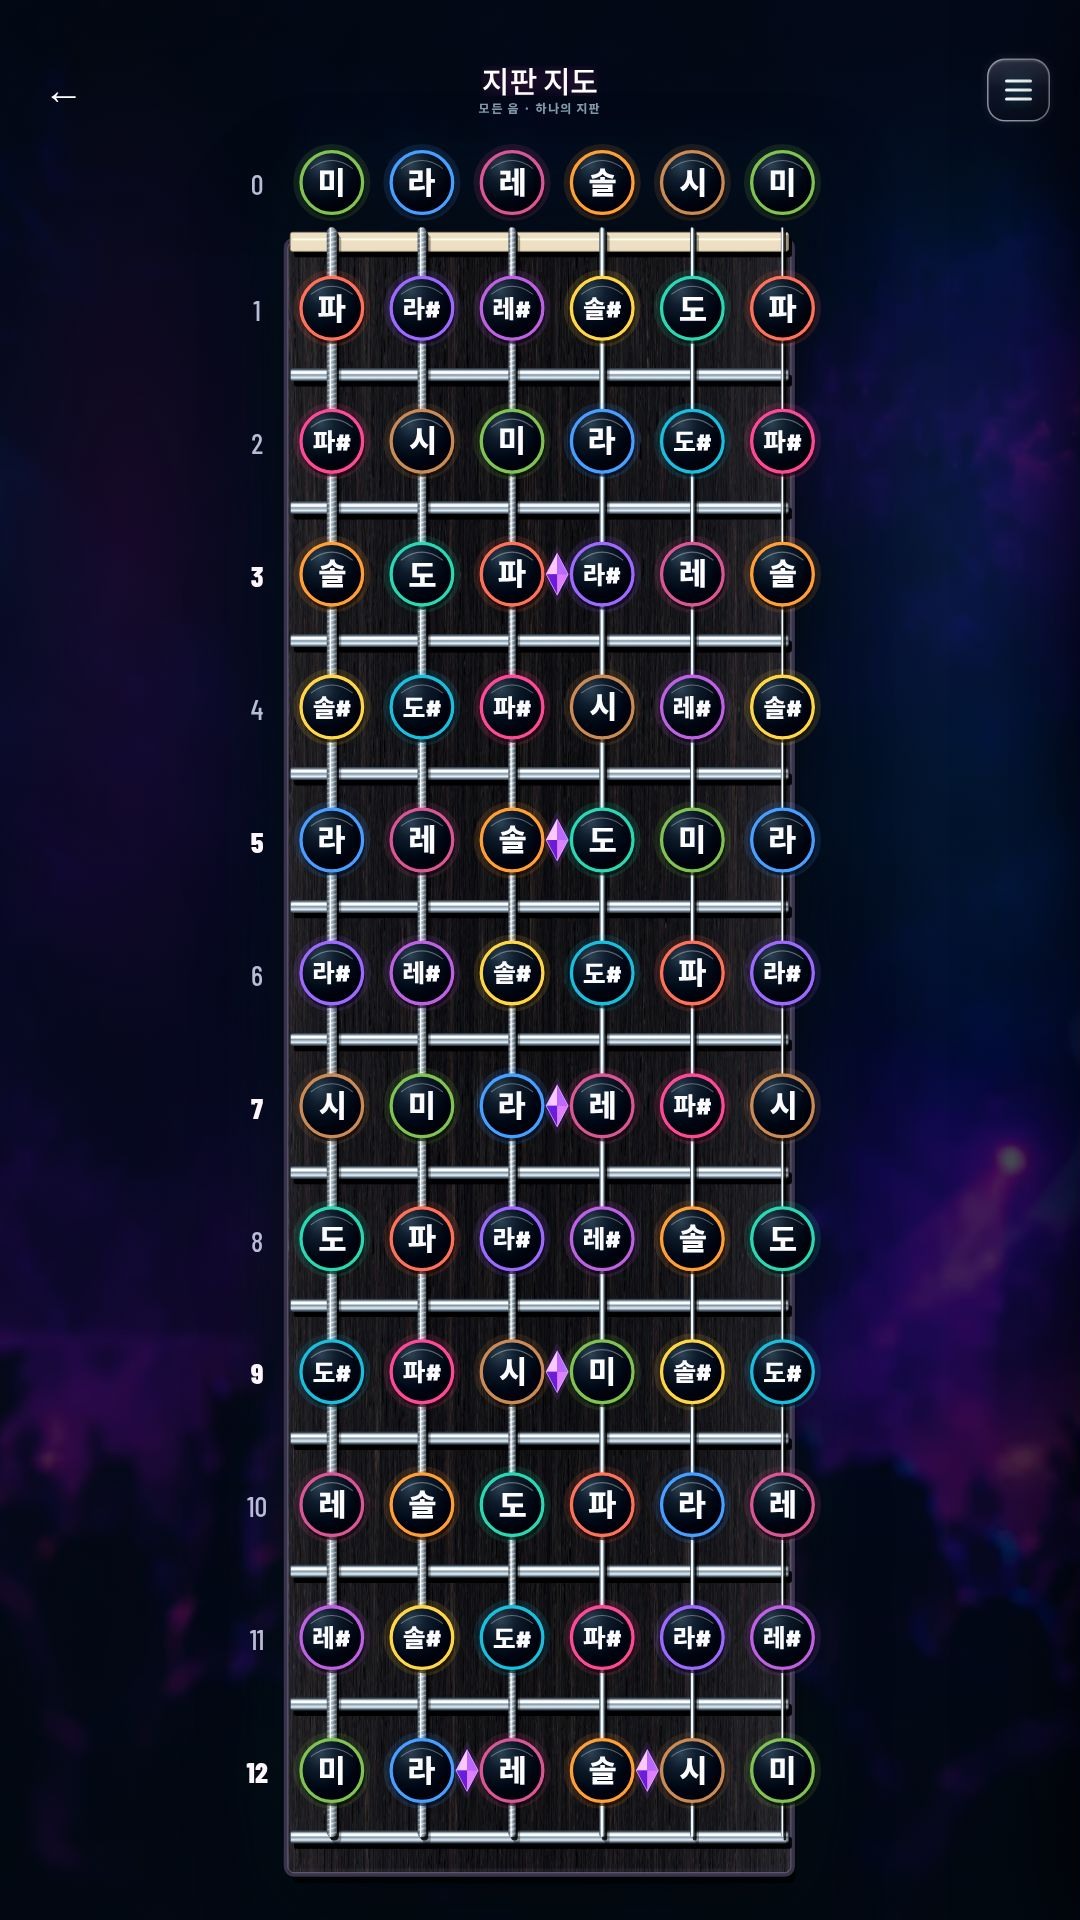 ←
지판 지도
모든 음 · 하나의 지판
0 미 라 레 솔 시 미
1 파 라# 레# 솔# 도 파
2 파# 시 미 라 도# 파#
3 솔 도 파 라# 레 솔
4 솔# 도# 파# 시 레# 솔#
5 라 레 솔 도 미 라
6 라# 레# 솔# 도# 파 라#
7 시 미 라 레 파# 시
8 도 파 라# 레# 솔 도
9 도# 파# 시 미 솔# 도#
10 레 솔 도 파 라 레
11 레# 솔# 도# 파# 라# 레#
12 미 라 레 솔 시 미